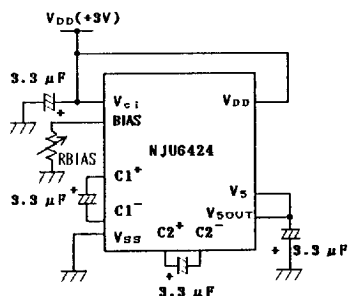 VDD(+3V)
3.3 μF
+
Vci
VDD
BIAS
NJU6424
RBIAS
C1+
+
V5
3.3 μF
C1-
V5OUT
C2+ C2-
VSS
+
3.3 μF
+
3.3 μF